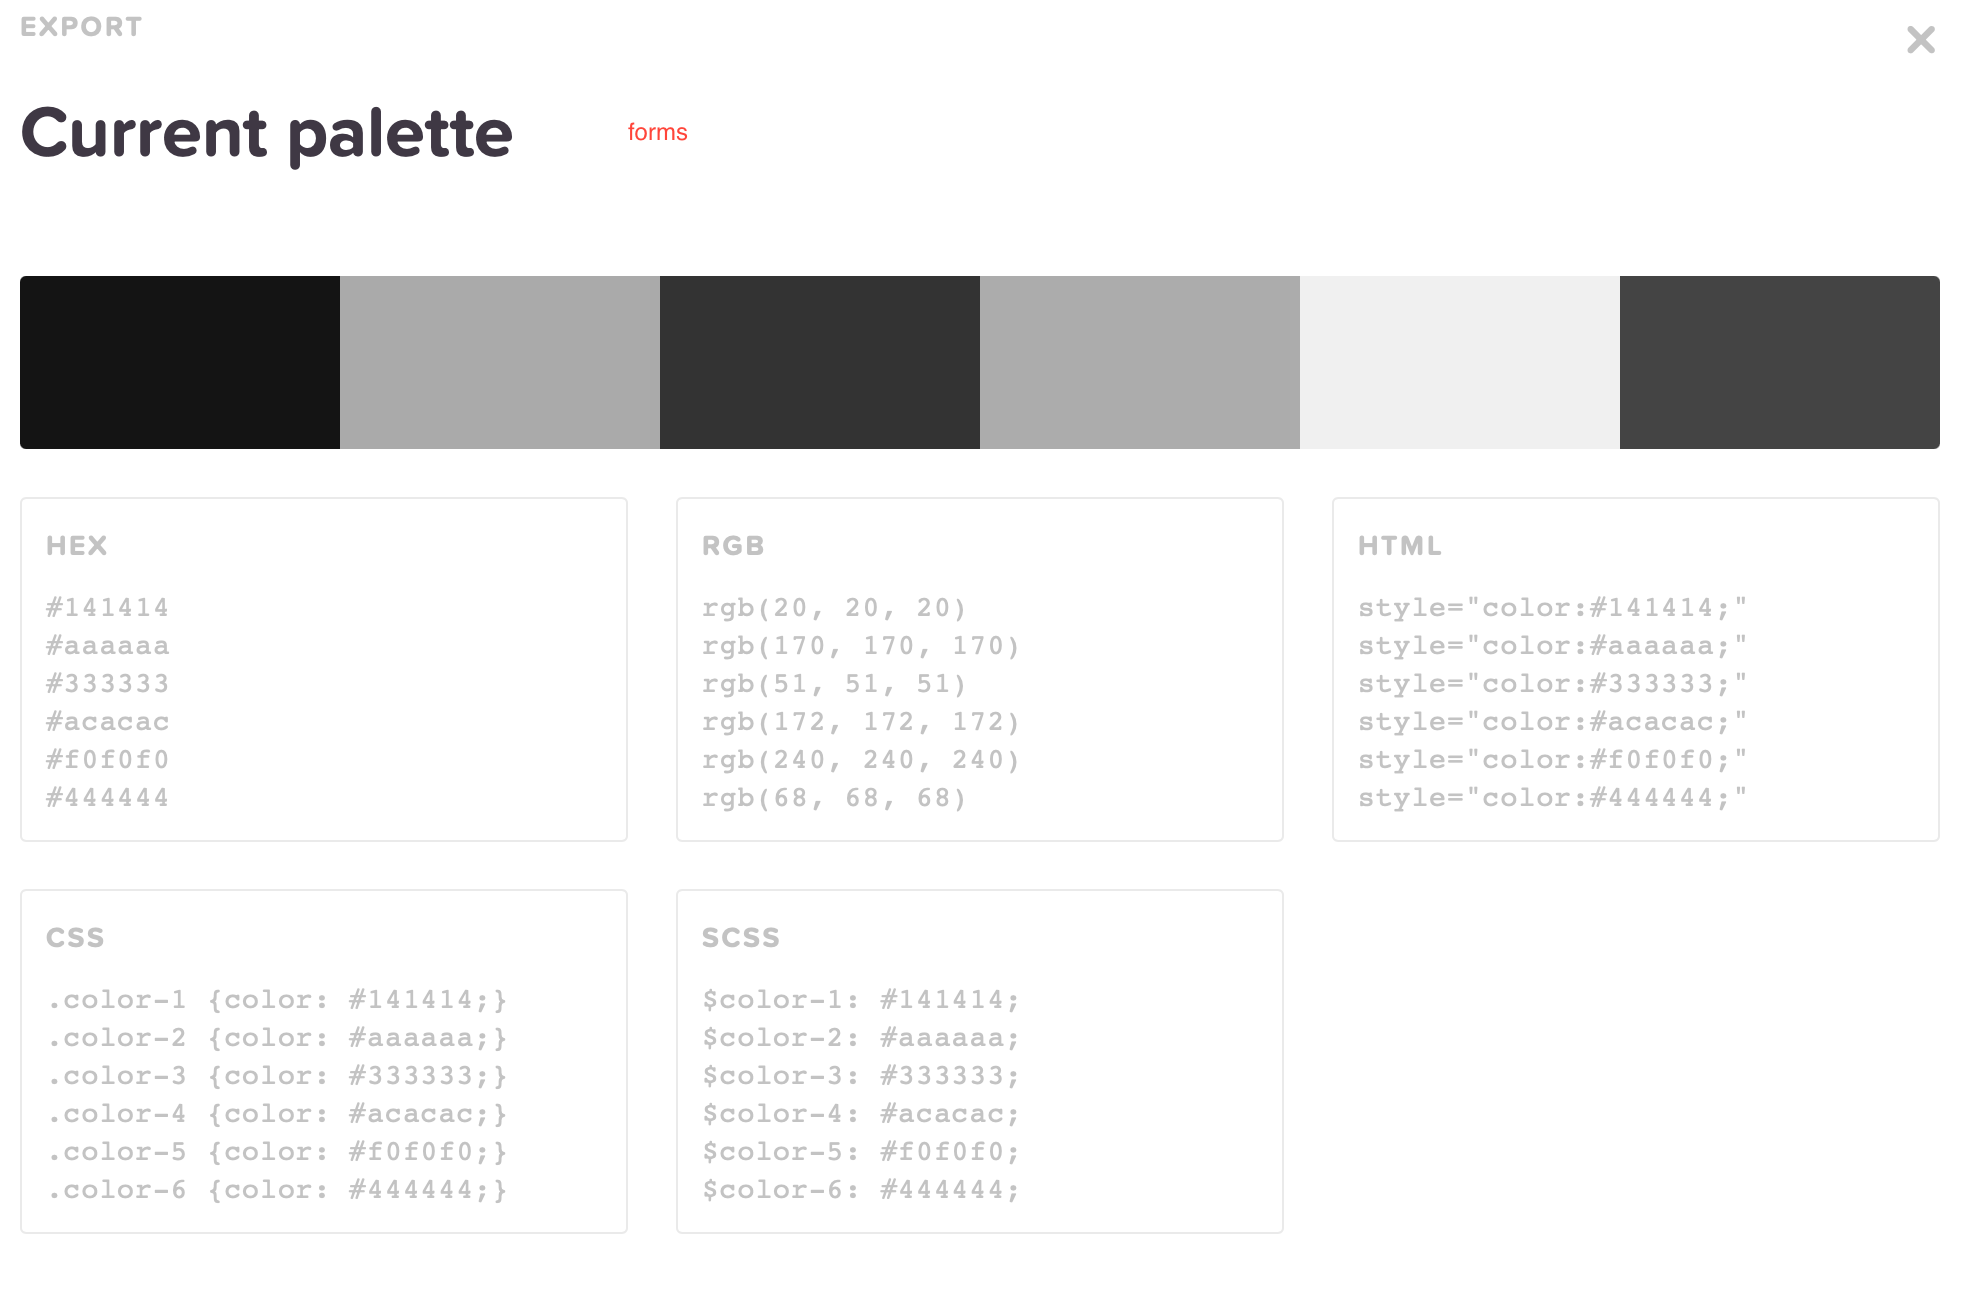 EXPORT
Current palette
forms
HEX
#141414
#aaaaaa
#333333
#acacac
#f0f0f0
#444444
RGB
rgb(20, 20, 20)
rgb(170, 170, 170)
rgb(51, 51, 51)
rgb(172, 172, 172)
rgb(240, 240, 240)
rgb(68, 68, 68)
HTML
style="color:#141414;"
style="color:#aaaaaa;"
style="color:#333333;"
style="color:#acacac;"
style="color:#f0f0f0;"
style="color:#444444;"
CSS
.color-1 {color: #141414;}
.color-2 {color: #aaaaaa;}
.color-3 {color: #333333;}
.color-4 {color: #acacac;}
.color-5 {color: #f0f0f0;}
.color-6 {color: #444444;}
SCSS
$color-1: #141414;
$color-2: #aaaaaa;
$color-3: #333333;
$color-4: #acacac;
$color-5: #f0f0f0;
$color-6: #444444;